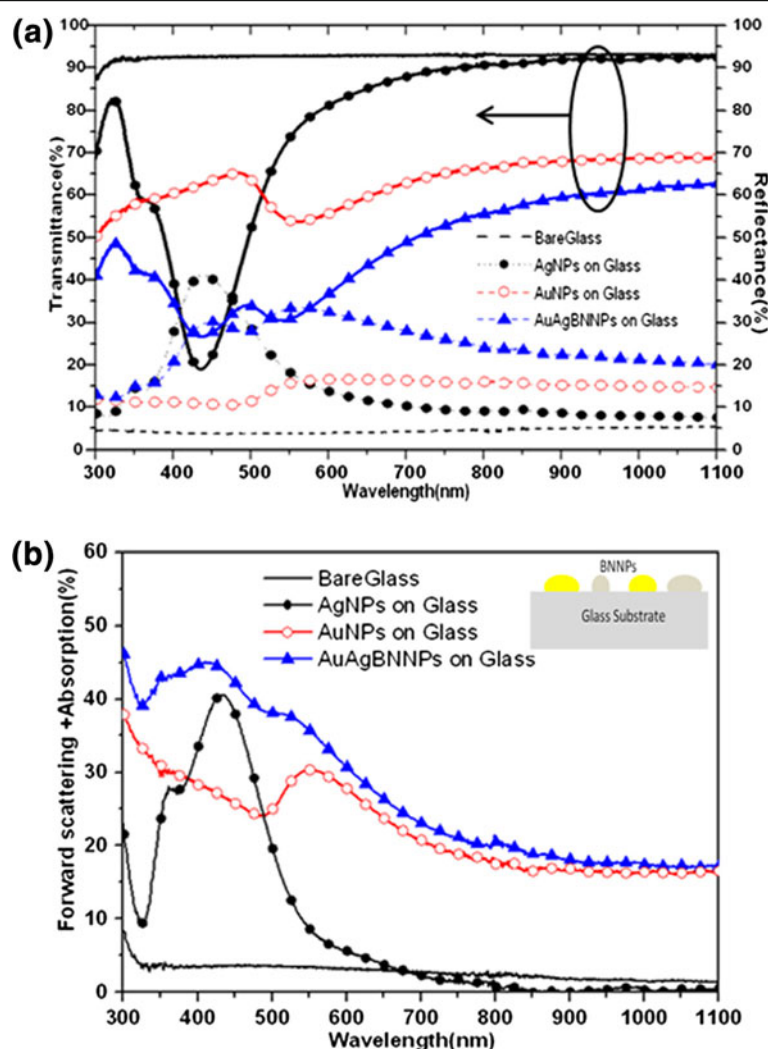 (a)
100
90
80
70
60
50
40
30
20
10
0
Transmittance(%)
100
90
80
70
60
50
40
30
20
10
0
Reflectance(%)
BareGlass
AgNPs on Glass
AuNPs on Glass
AuAgBNNPs on Glass
300 400 500 600 700 800 900 1000 1100
Wavelength(nm)
(b)
60
50
40
30
20
10
0
Forward scattering +Absorption(%)
BareGlass
AgNPs on Glass
AuNPs on Glass
AuAgBNNPs on Glass
BNNPs
Glass Substrate
300 400 500 600 700 800 900 1000 1100
Wavelength(nm)